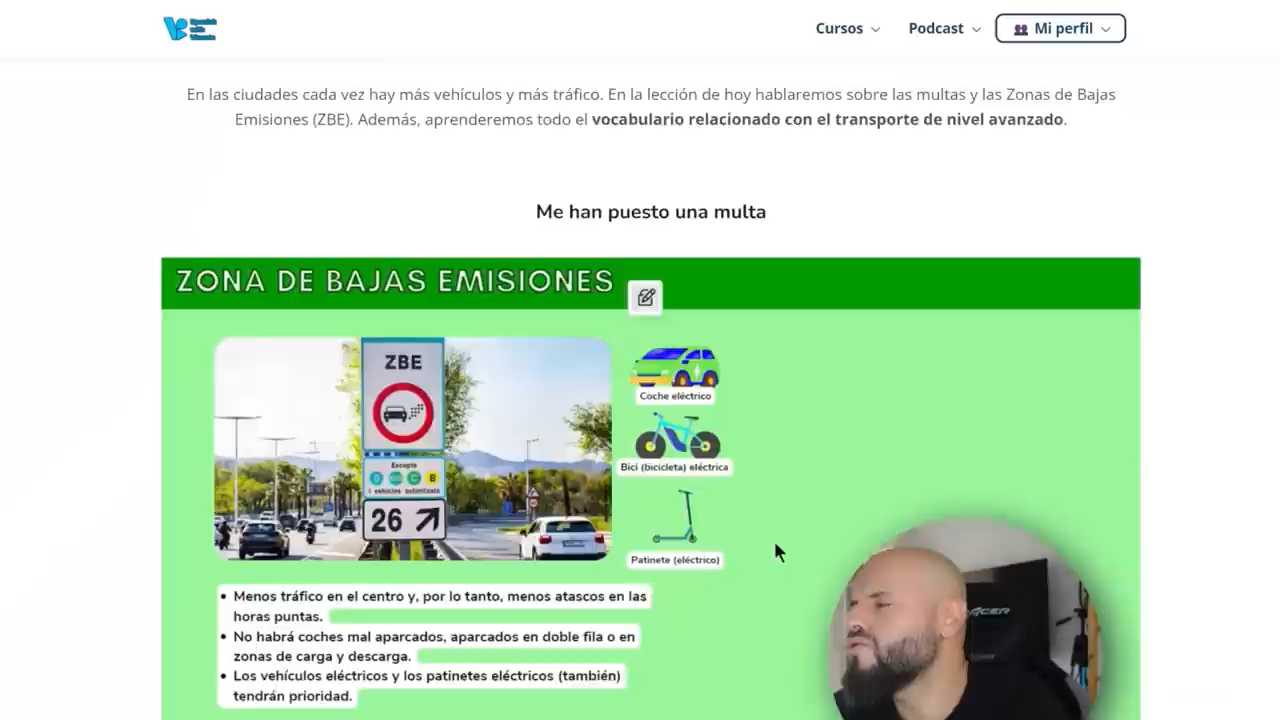 Cursos
Podcast
Mi perfil
En las ciudades cada vez hay más vehículos y más tráfico. En la lección de hoy hablaremos sobre las multas y las Zonas de Bajas
Emisiones (ZBE). Además, aprenderemos todo el vocabulario relacionado con el transporte de nivel avanzado.
Me han puesto una multa
ZONA DE BAJAS EMISIONES
ZBE
Excepte
0
C
B
i vehicles autoritzats
26
Coche eléctrico
Bici (bicicleta) eléctrica
Patinete (eléctrico)
• Menos tráfico en el centro y, por lo tanto, menos atascos en las
horas puntas.
• No habrá coches mal aparcados, aparcados en doble fila o en
zonas de carga y descarga.
• Los vehículos eléctricos y los patinetes eléctricos (también)
tendrán prioridad.
ACER